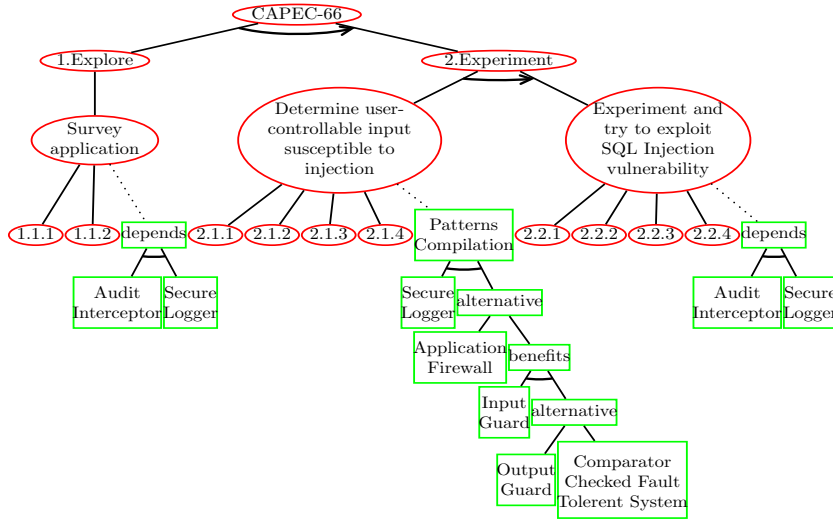 CAPEC-66
1.Explore
2.Experiment
Survey
application
Determine user-
controllable input
susceptible to
injection
Experiment and
try to exploit
SQL Injection
vulnerability
1.1.1
1.1.2
depends
2.1.1
2.1.2
2.1.3
2.1.4
Patterns
Compilation
2.2.1
2.2.2
2.2.3
2.2.4
depends
Audit
Interceptor
Secure
Logger
Secure
Logger
alternative
Audit
Interceptor
Secure
Logger
Application
Firewall
benefits
Input
Guard
alternative
Output
Guard
Comparator
Checked Fault
Tolerent System